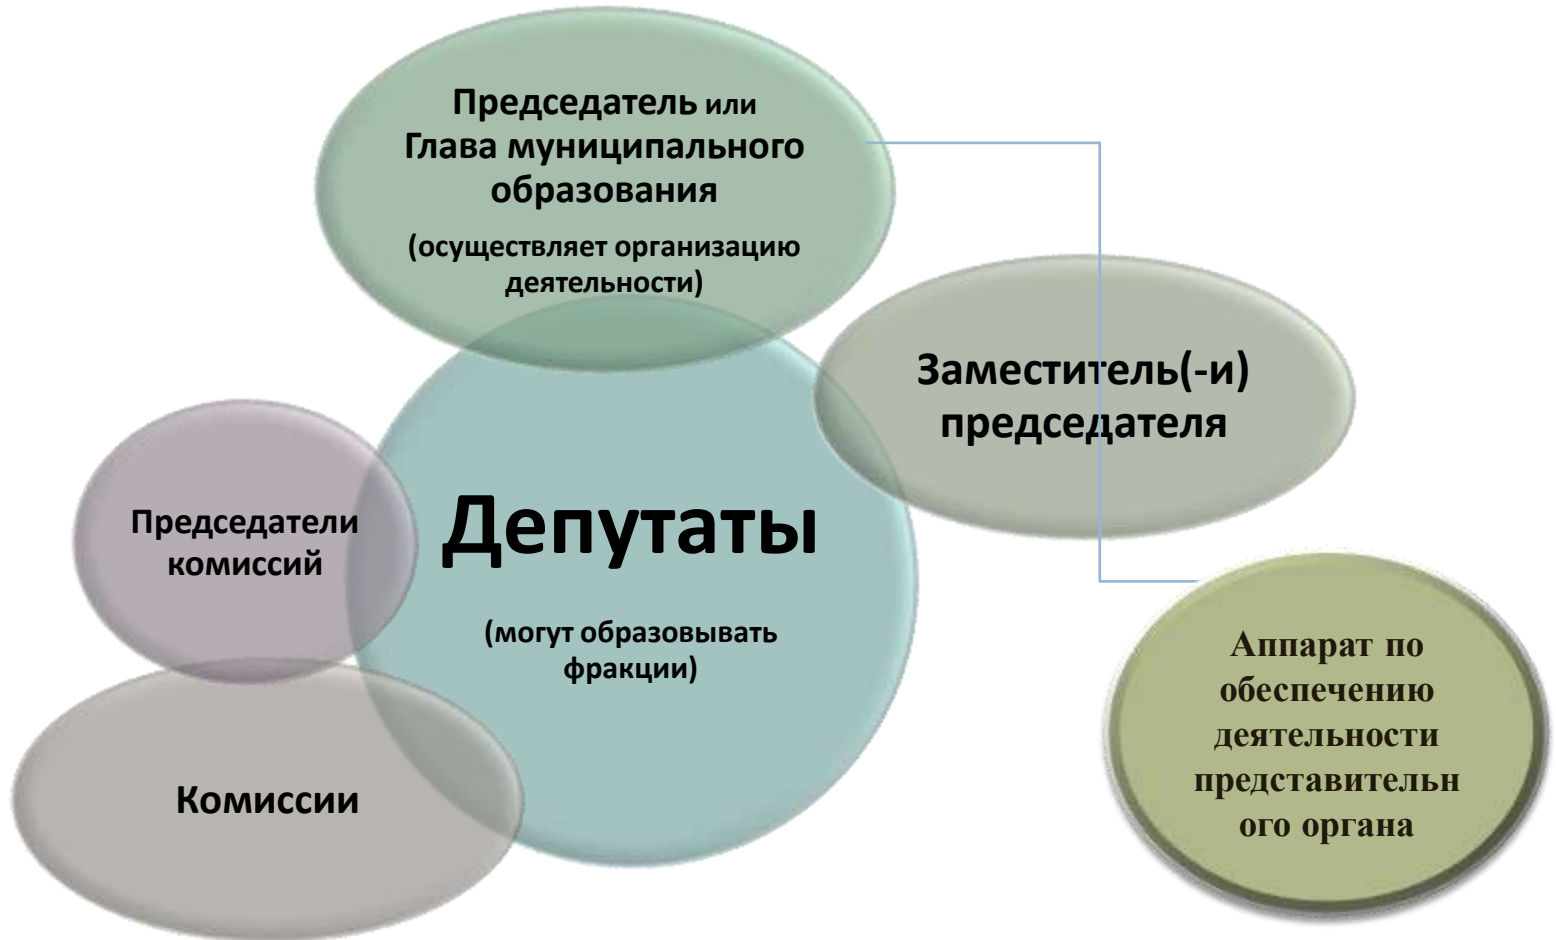 Председатель или
Глава муниципального
образования
(осуществляет организацию
деятельности)
Заместитель(-и)
председателя
Председатели
комиссий
Депутаты
(могут образовывать
фракции)
Комиссии
Аппарат по
обеспечению
деятельности
представительн
ого органа